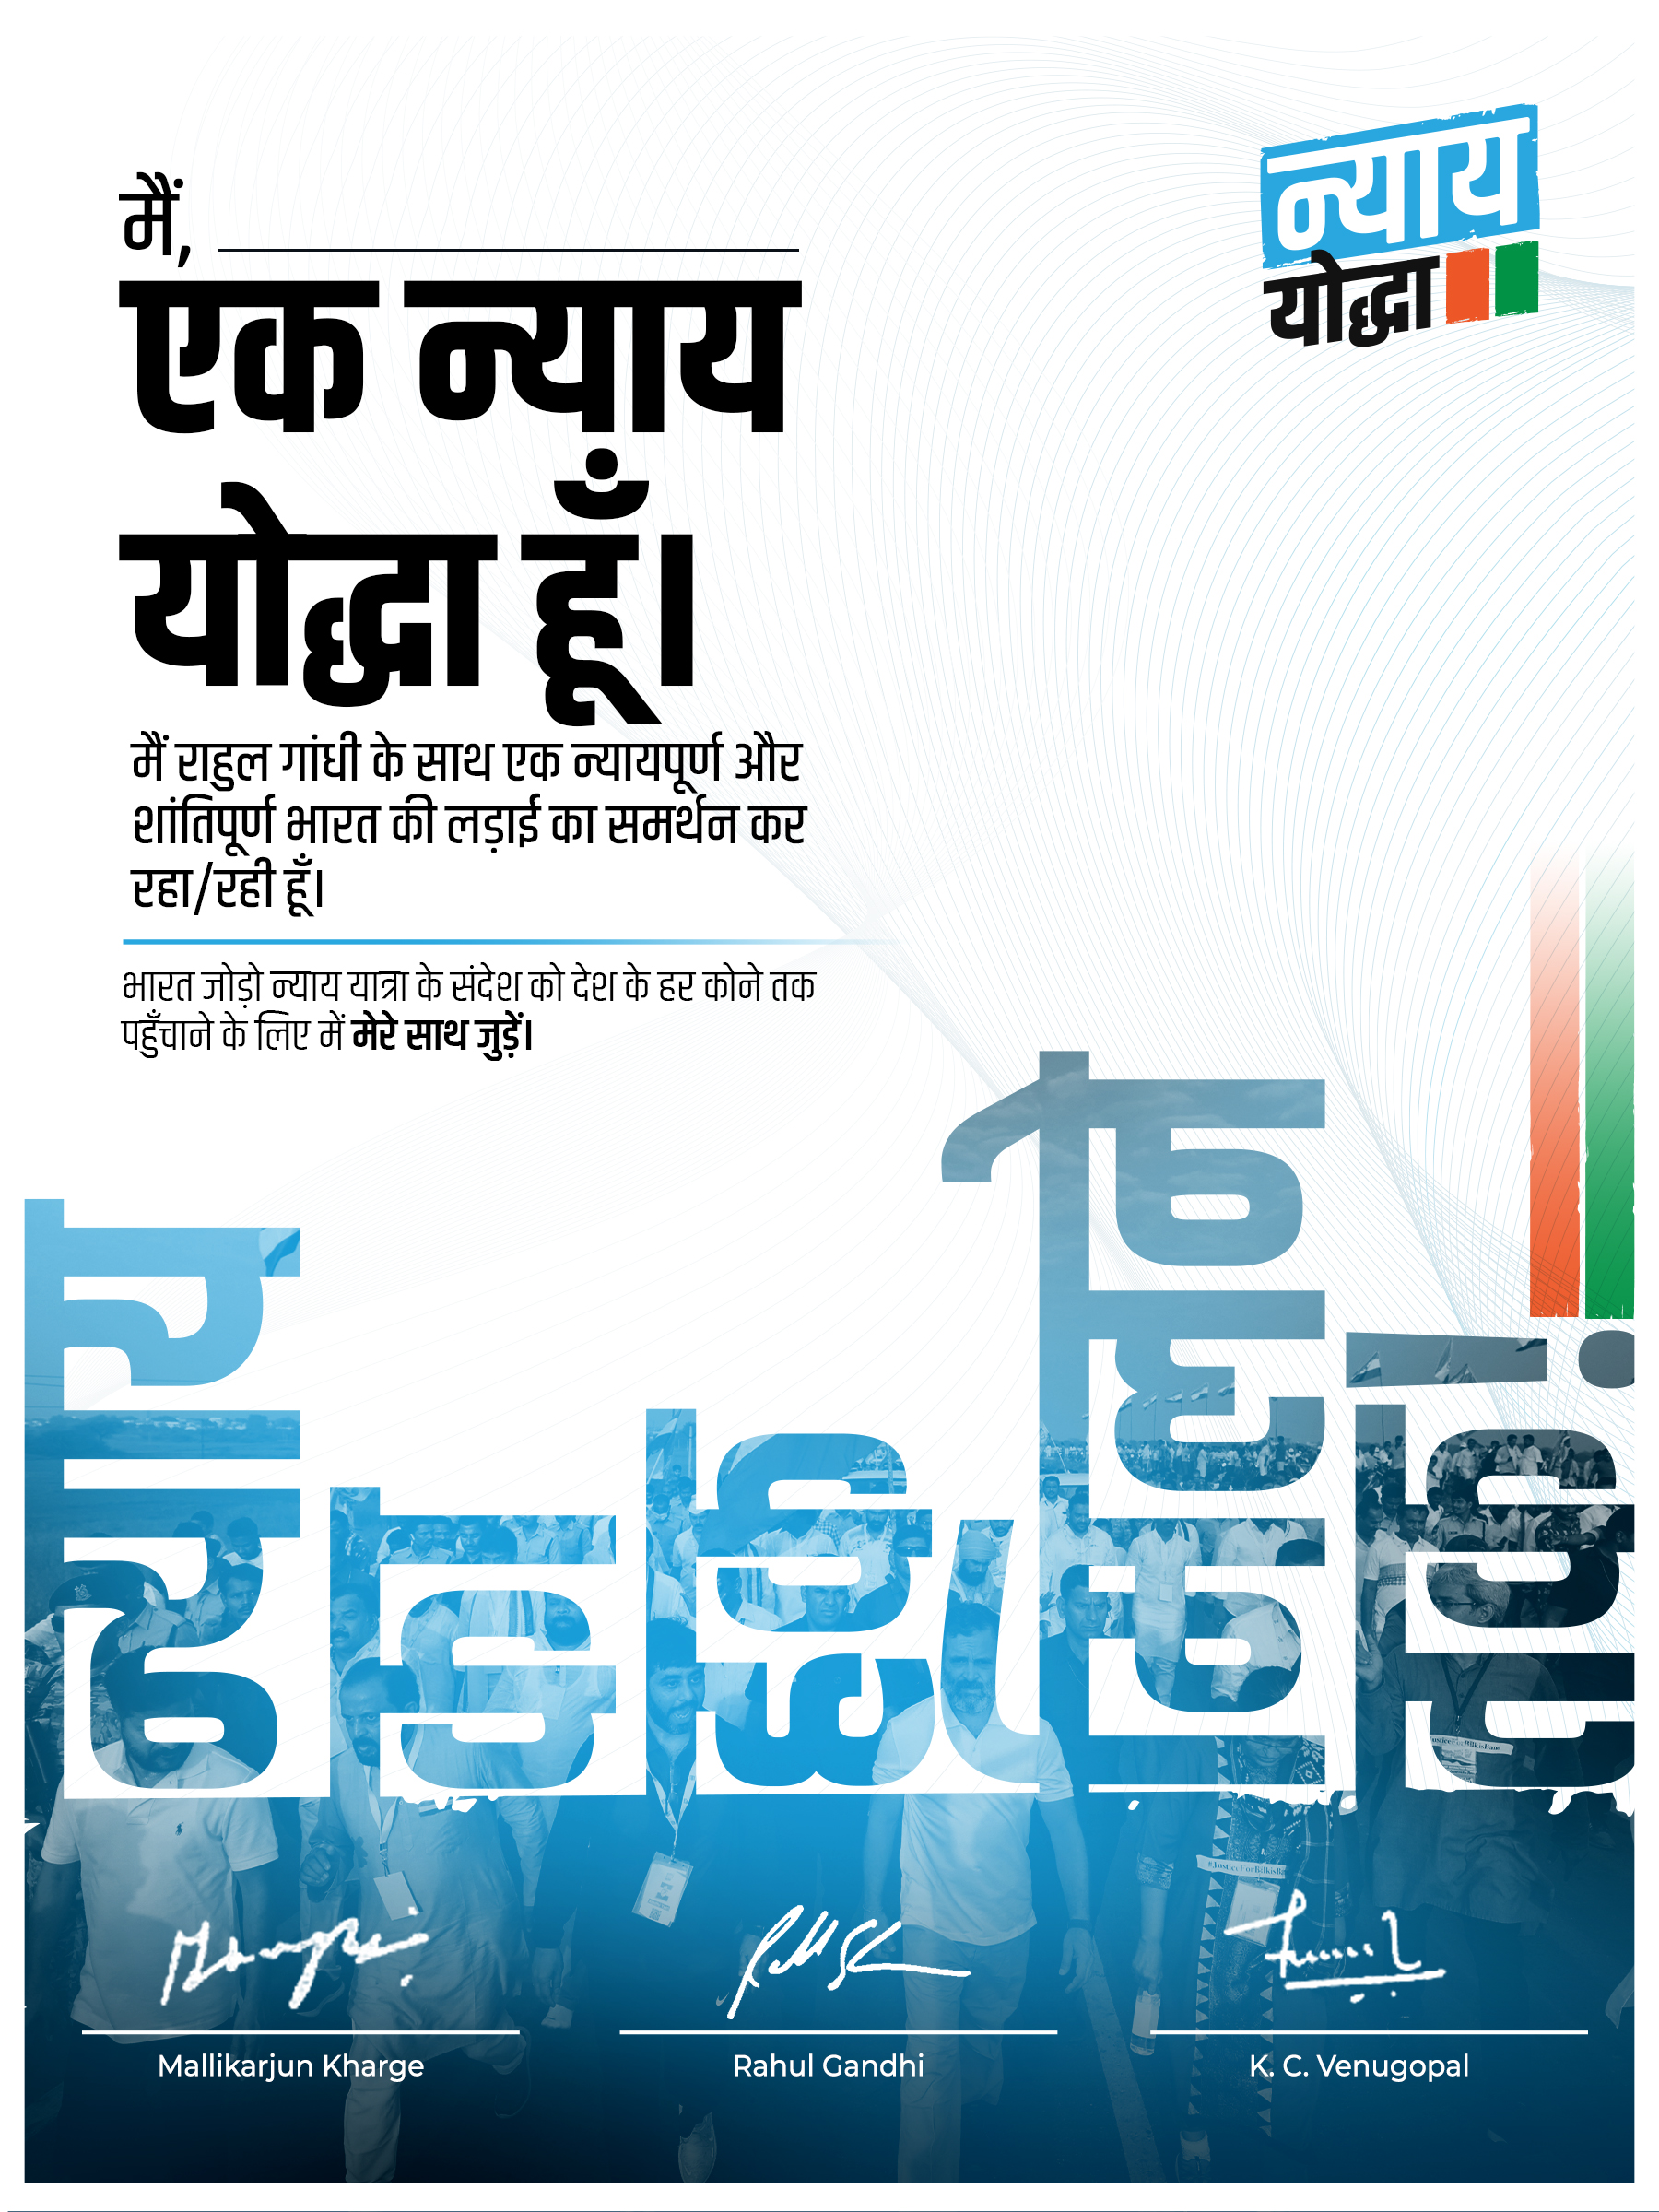 न्याय
योद्धा
मैं,
एक न्याय
योद्धा हूँ।
मैं राहुल गांधी के साथ एक न्यायपूर्ण और
शांतिपूर्ण भारत की लड़ाई का समर्थन कर
रहा/रही हूँ।
भारत जोड़ो न्याय यात्रा के संदेश को देश के हर कोने तक
पहुँचाने के लिए में मेरे साथ जुड़ें।
Mallikarjun Kharge
Rahul Gandhi
K. C. Venugopal